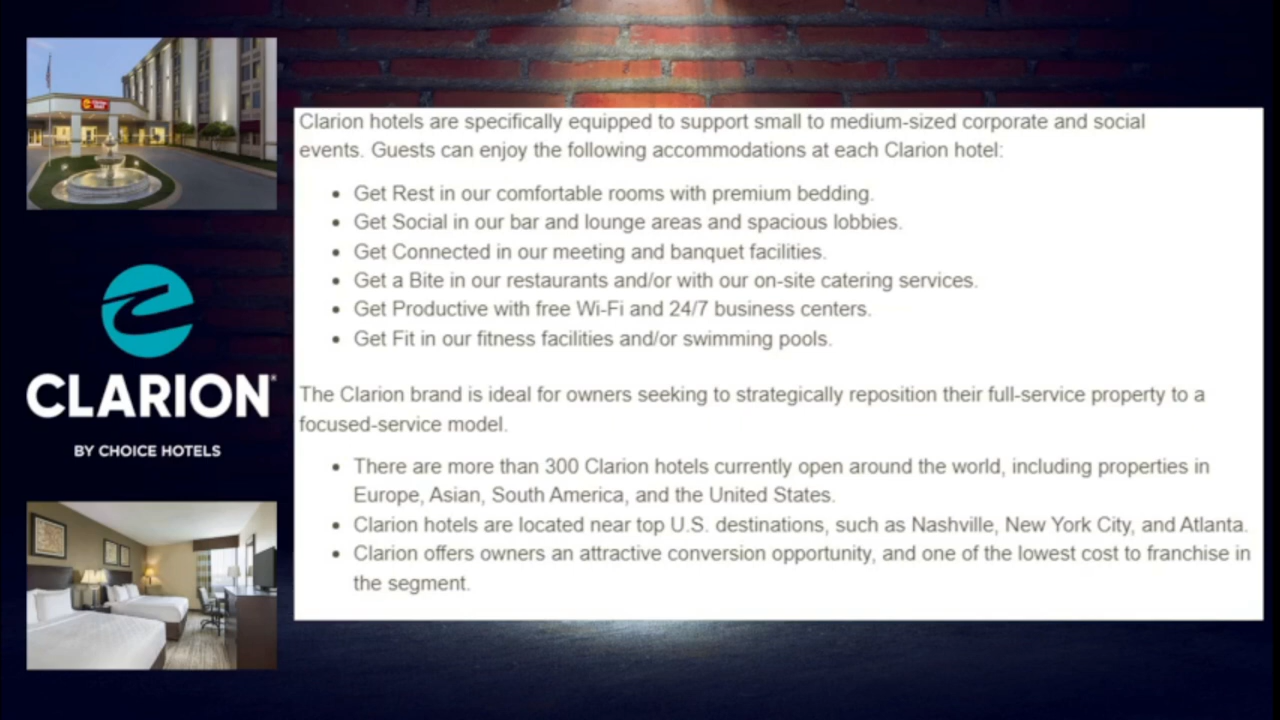 Clarion hotels are specifically equipped to support small to medium-sized corporate and social
events. Guests can enjoy the following accommodations at each Clarion hotel:
• Get Rest in our comfortable rooms with premium bedding.
• Get Social in our bar and lounge areas and spacious lobbies.
• Get Connected in our meeting and banquet facilities.
• Get a Bite in our restaurants and/or with our on-site catering services.
• Get Productive with free Wi-Fi and 24/7 business centers.
• Get Fit in our fitness facilities and/or swimming pools.
The Clarion brand is ideal for owners seeking to strategically reposition their full-service property to a
focused-service model.
• There are more than 300 Clarion hotels currently open around the world, including properties in
Europe, Asian, South America, and the United States.
• Clarion hotels are located near top U.S. destinations, such as Nashville, New York City, and Atlanta.
• Clarion offers owners an attractive conversion opportunity, and one of the lowest cost to franchise in
the segment.
CLARION®
BY CHOICE HOTELS